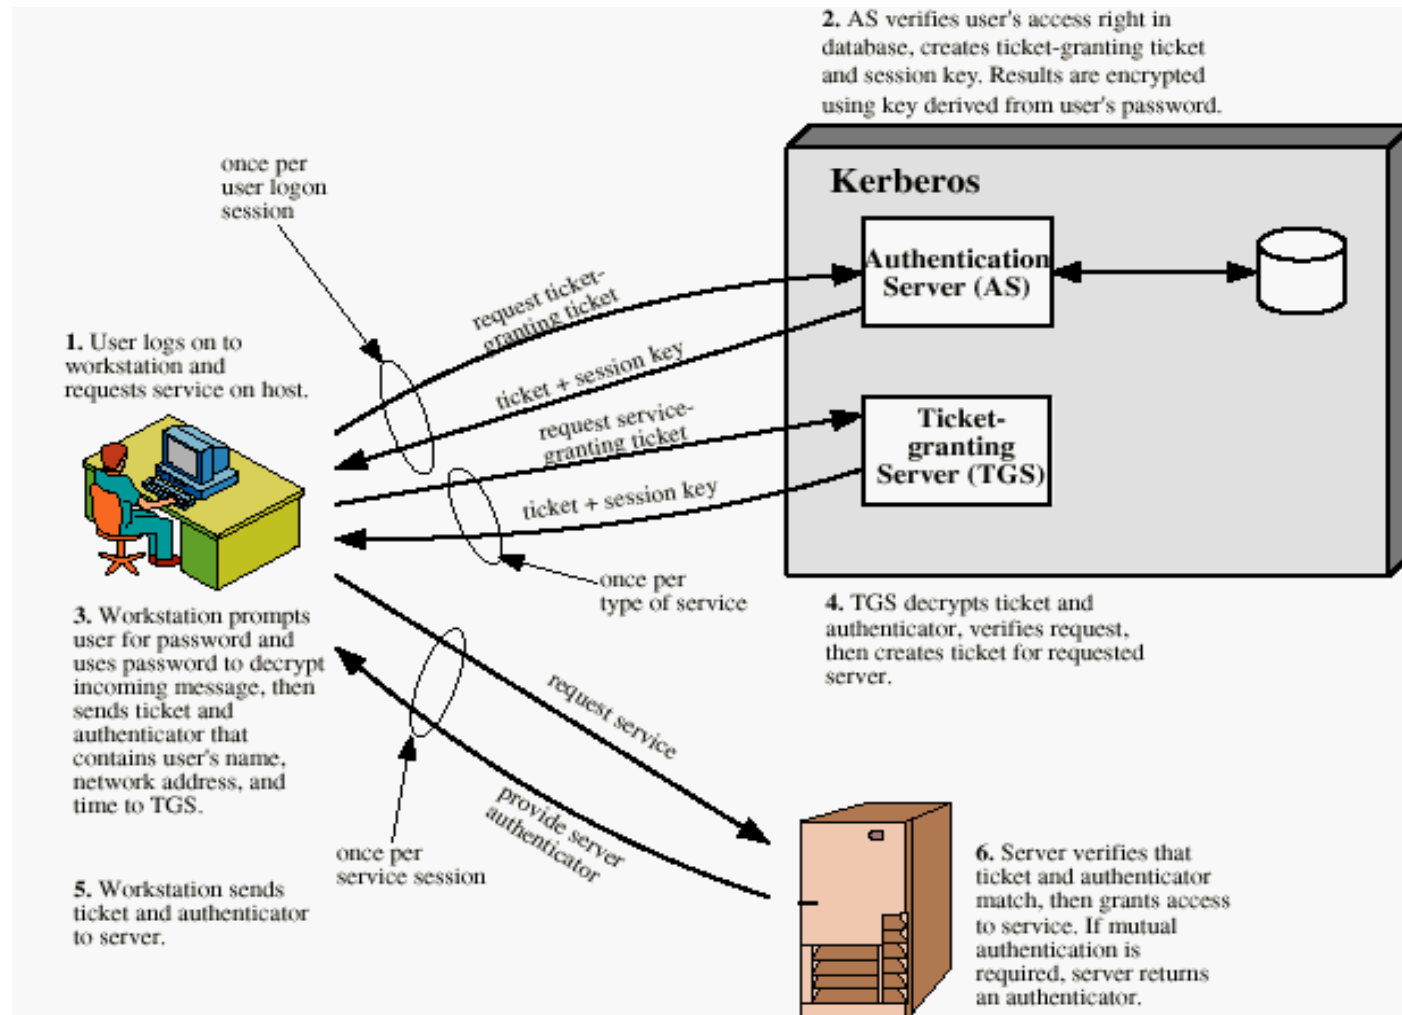 2. AS verifies user's access right in
database, creates ticket-granting ticket
and session key. Results are encrypted
using key derived from user's password.
once per
user logon
session
Kerberos
Authentication
Server (AS)
request ticket-
granting ticket
1. User logs on to
workstation and
requests service on host.
ticket + session key
request service-
granting ticket
Ticket-
granting
Server (TGS)
ticket + session key
once per
type of service
3. Workstation prompts
user for password and
uses password to decrypt
incoming message, then
sends ticket and
authenticator that
contains user's name,
network address, and
time to TGS.
4. TGS decrypts ticket and
authenticator, verifies request,
then creates ticket for requested
server.
request service
provide server
authenticator
once per
service session
5. Workstation sends
ticket and authenticator
to server.
6. Server verifies that
ticket and authenticator
match, then grants access
to service. If mutual
authentication is
required, server returns
an authenticator.